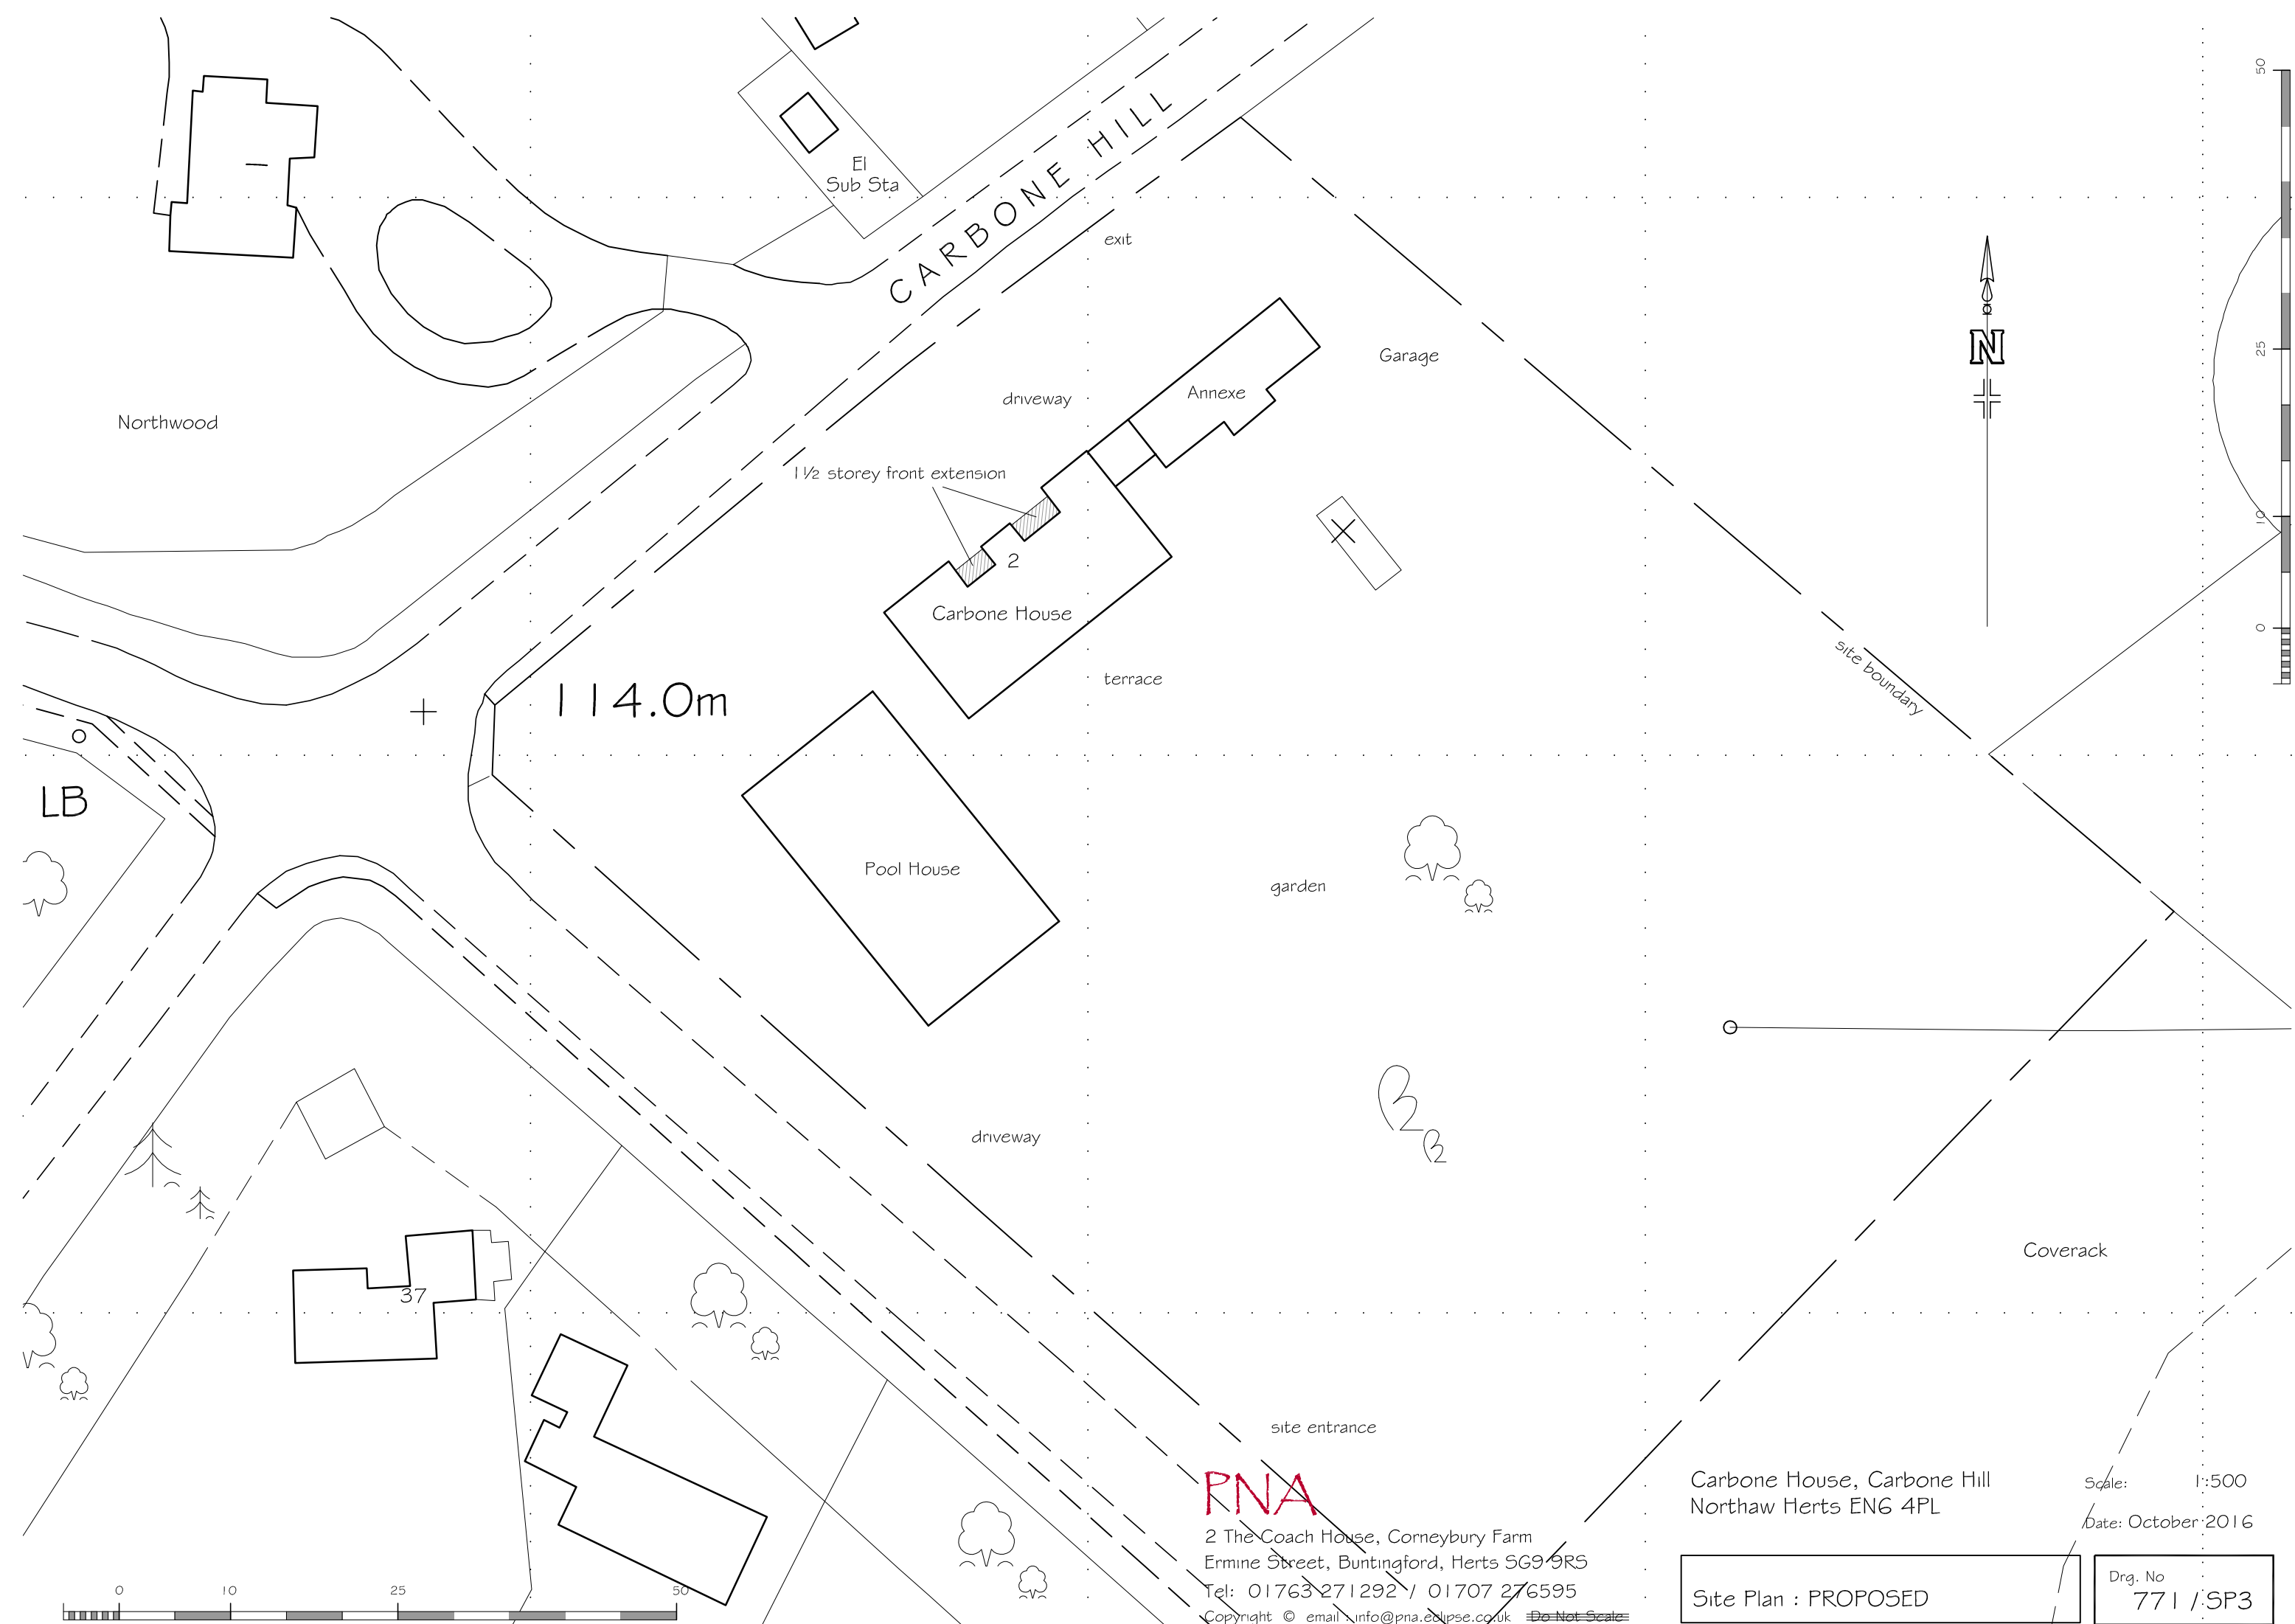 50
El
Sub Sta
CARBONE HILL
exit
N
25
Garage
driveway
Annexe
Northwood
1½ storey front extension
10
2
Carbone House
0
site boundary
terrace
114.0m
LB
Pool House
garden
driveway
Coverack
37
site entrance
PNA
2 The Coach House, Corneybury Farm
Ermine Street, Buntingford, Herts SG9 9RS
Tel: 01763 271292 / 01707 276595
Copyright © email : info@pna.eclipse.co.uk Do Not Scale
Carbone House, Carbone Hill
Northaw Herts EN6 4PL
Scale: 1:500
Date: October 2016
Site Plan : PROPOSED
Drg. No
771 / SP3
0 10 25 50